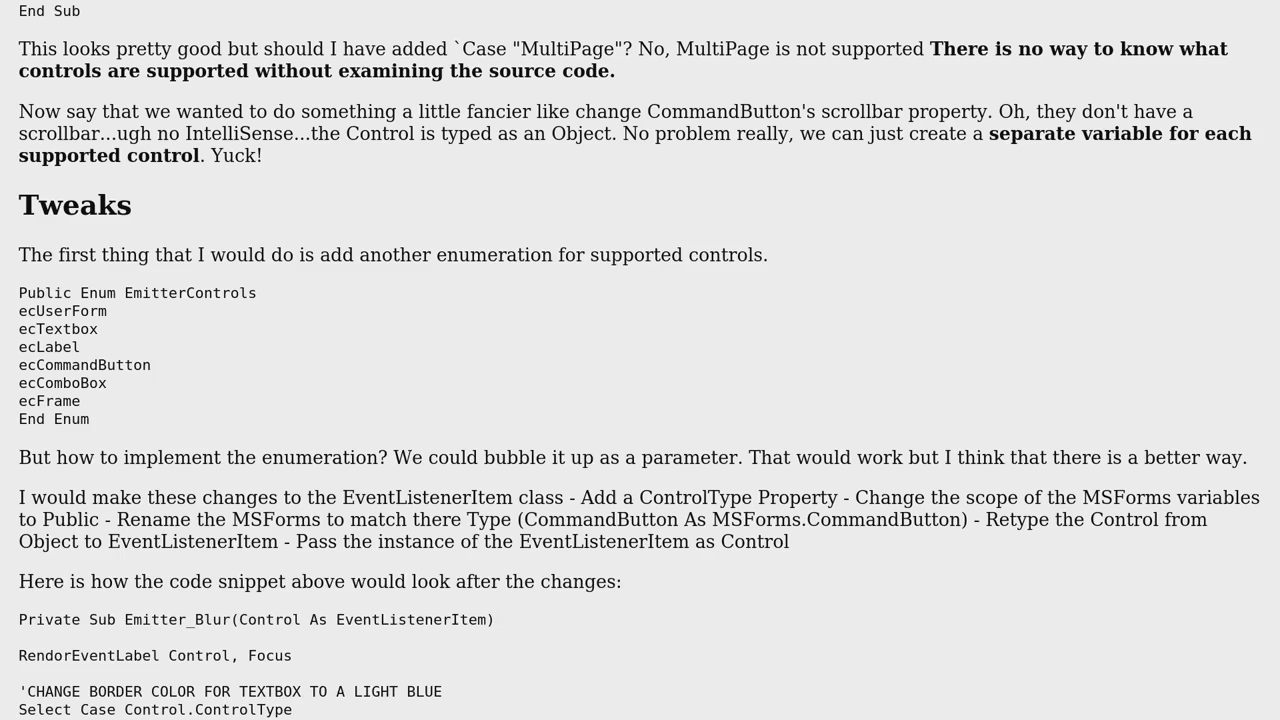 End Sub
This looks pretty good but should I have added `Case "MultiPage"? No, MultiPage is not supported There is no way to know what
controls are supported without examining the source code.
Now say that we wanted to do something a little fancier like change CommandButton's scrollbar property. Oh, they don't have a
scrollbar...ugh no IntelliSense...the Control is typed as an Object. No problem really, we can just create a separate variable for each
supported control. Yuck!
Tweaks
The first thing that I would do is add another enumeration for supported controls.
Public Enum EmitterControls
ecUserForm
ecTextbox
ecLabel
ecCommandButton
ecComboBox
ecFrame
End Enum
But how to implement the enumeration? We could bubble it up as a parameter. That would work but I think that there is a better way.
I would make these changes to the EventListenerItem class - Add a ControlType Property - Change the scope of the MSForms variables
to Public - Rename the MSForms to match there Type (CommandButton As MSForms.CommandButton) - Retype the Control from
Object to EventListenerItem - Pass the instance of the EventListenerItem as Control
Here is how the code snippet above would look after the changes:
Private Sub Emitter_Blur(Control As EventListenerItem)
RendorEventLabel Control, Focus
'CHANGE BORDER COLOR FOR TEXTBOX TO A LIGHT BLUE
Select Case Control.ControlType